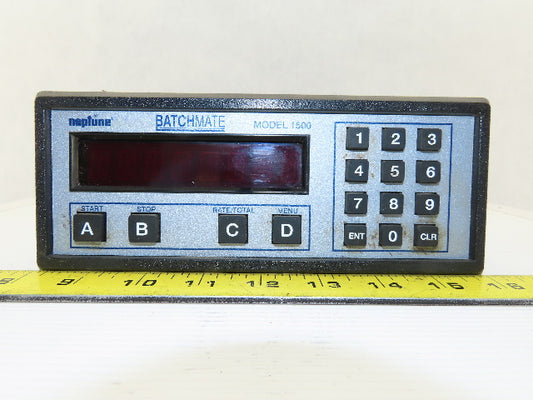 neptune BATCHMATE MODEL 1500
1 2 3
4 5 6
7 8 9
ENT 0 CLR
START STOP RATE/TOTAL MENU
A B C D
9 10 11 12 13 14 15 16